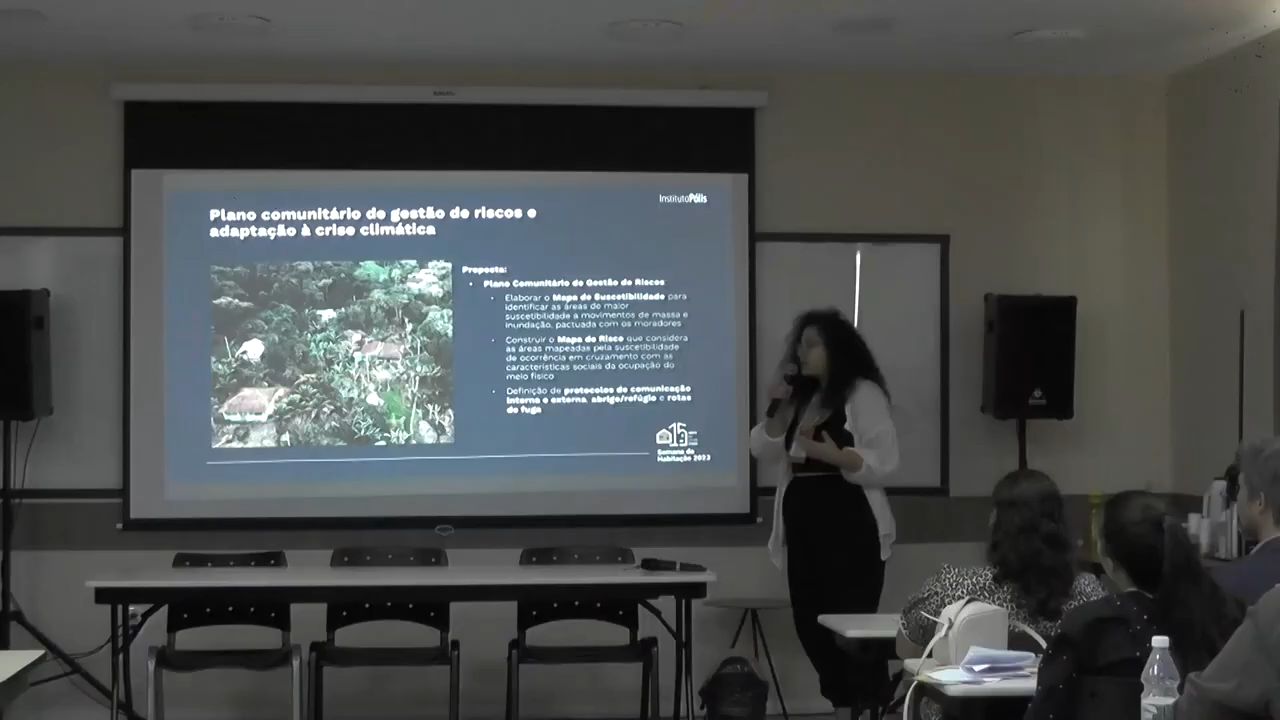 InstitutoPólis
Plano comunitário de gestão de riscos e
adaptação à crise climática
Proposta:
• Plano Comunitário de Gestão de Riscos
• Elaborar o Mapa de Suscetibilidade para
identificar as áreas de maior
suscetibilidade a movimentos de massa e
inundação, pactuada com os moradores
• Construir o Mapa de Risco que considera
as áreas mapeadas pela suscetibilidade
de ocorrência em cruzamento com as
características sociais da ocupação do
meio físico
• Definição de protocolos de comunicação
interna e externa, abrigo/refúgio e rotas
de fuga
15
Semana da
Habitação 2023